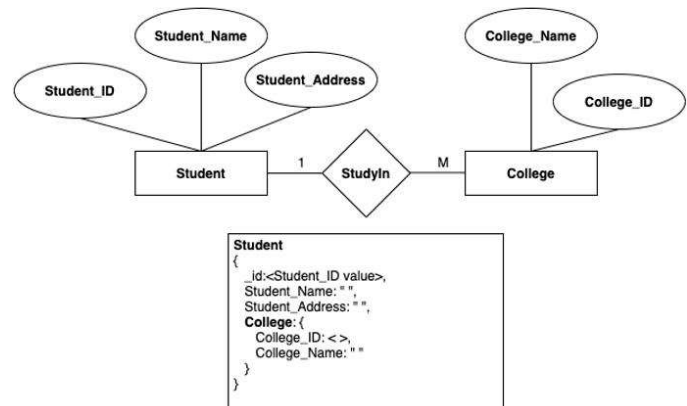 Student_Name
College_Name
Student_ID
Student_Address
College_ID
Student
1
StudyIn
M
College
Student
{
_id:<Student_ID value>,
Student_Name: " ",
Student_Address: " ",
College: {
College_ID: < >,
College_Name: " "
}
}